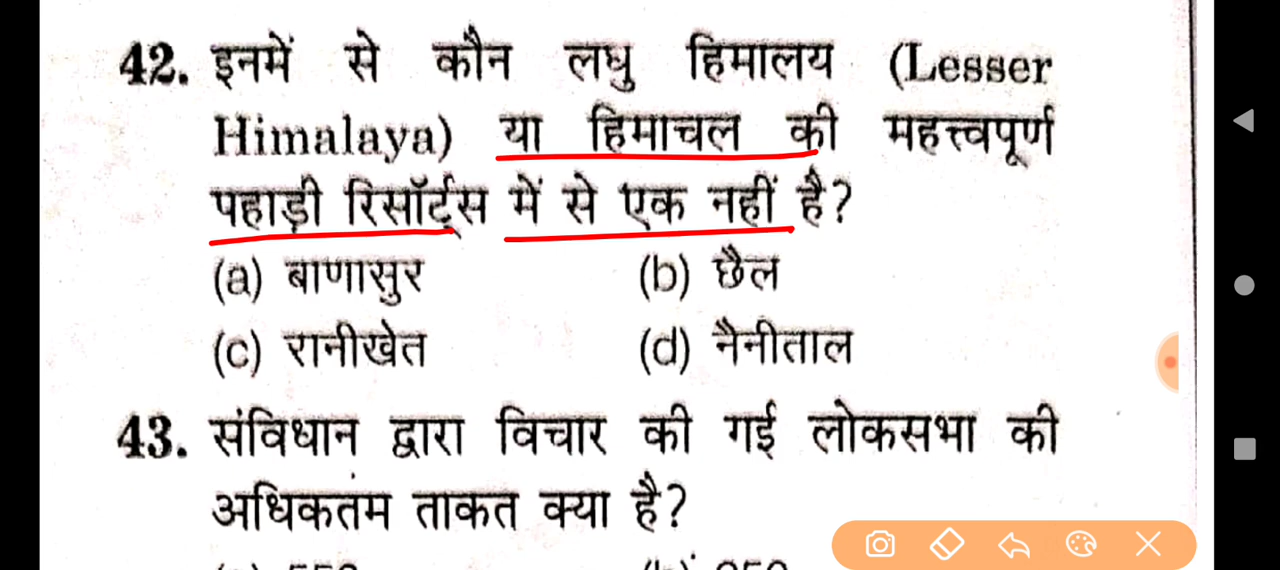 42. इनमें से कौन लघु हिमालय (Lesser
Himalaya) या हिमाचल की महत्त्वपूर्ण
पहाड़ी रिसॉर्ट्स में से एक नहीं है?
(a) बाणासुर (b) छैल
(c) रानीखेत (d) नैनीताल
43. संविधान द्वारा विचार की गई लोकसभा की
अधिकतम ताकत क्या है?